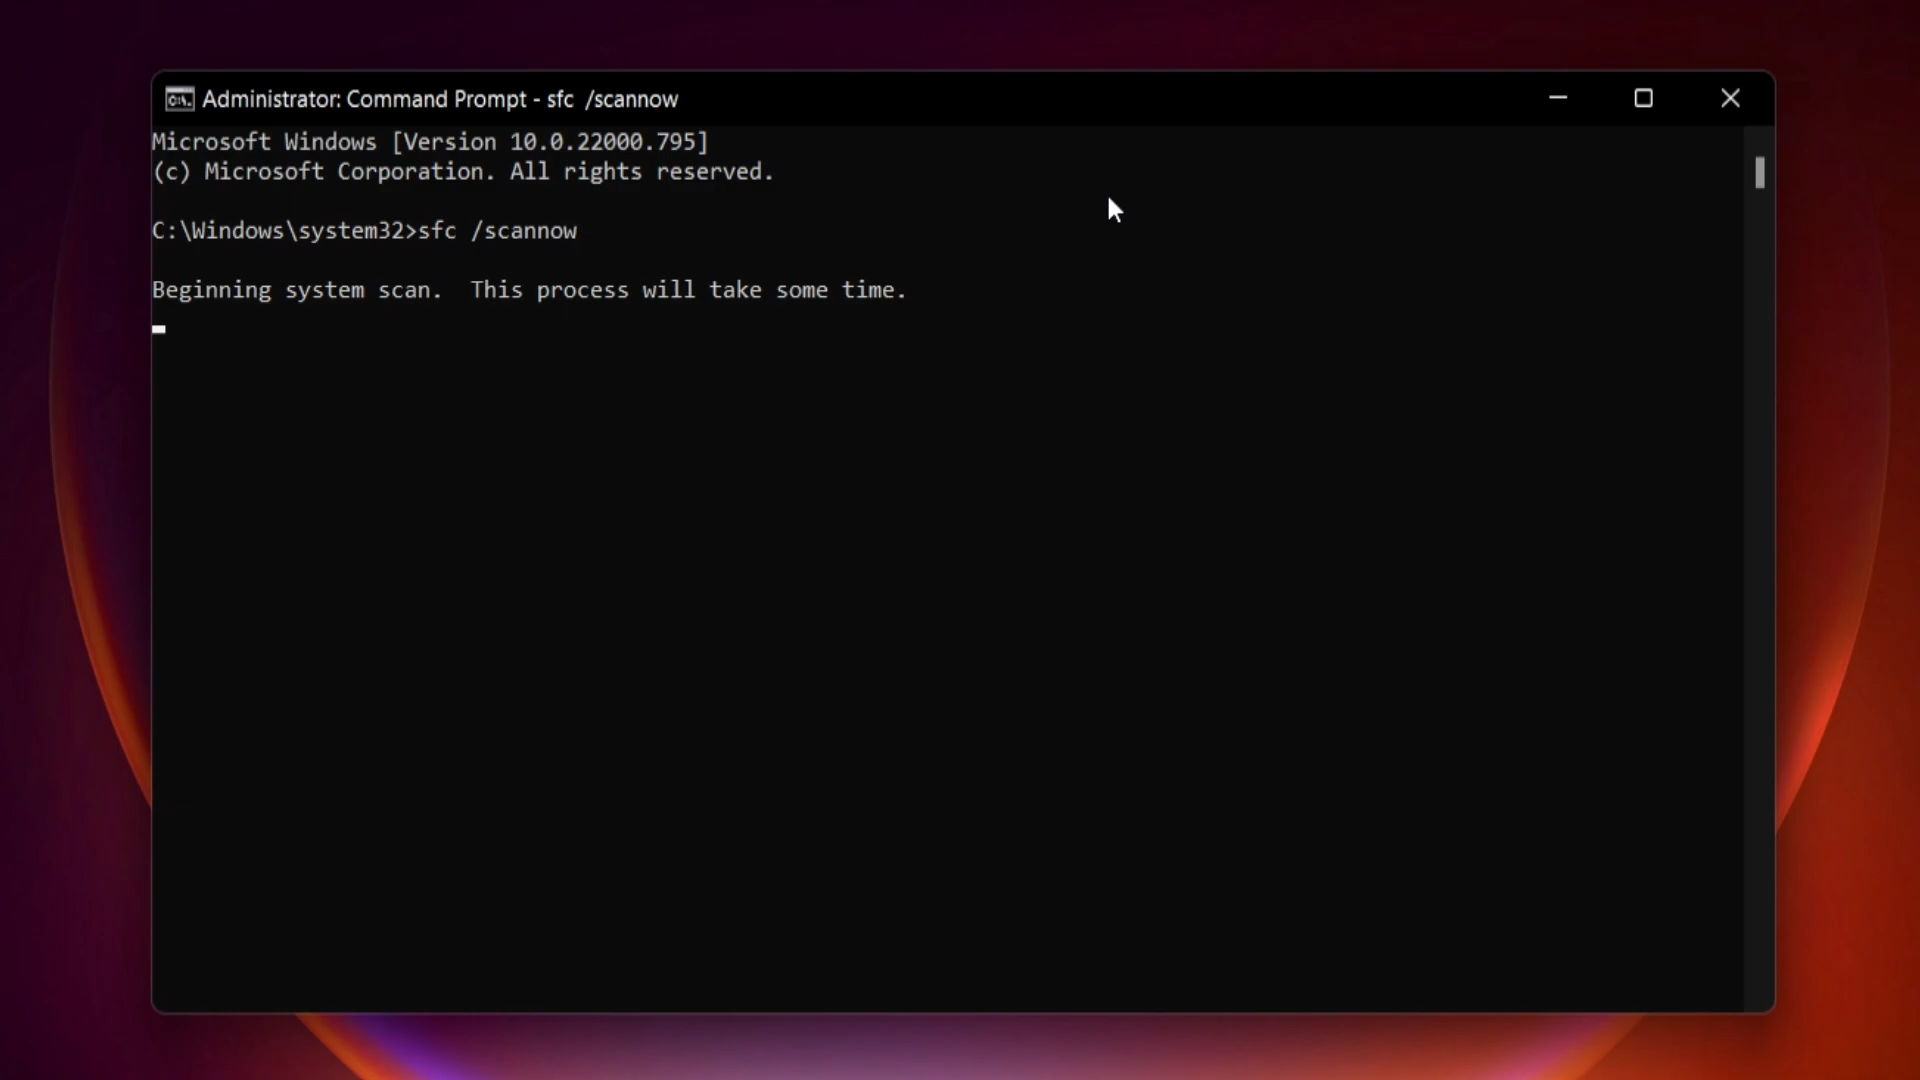 Administrator: Command Prompt - sfc  /scannow
Microsoft Windows [Version 10.0.22000.795]
(c) Microsoft Corporation. All rights reserved.
C:\Windows\system32>sfc /scannow
Beginning system scan.  This process will take some time.